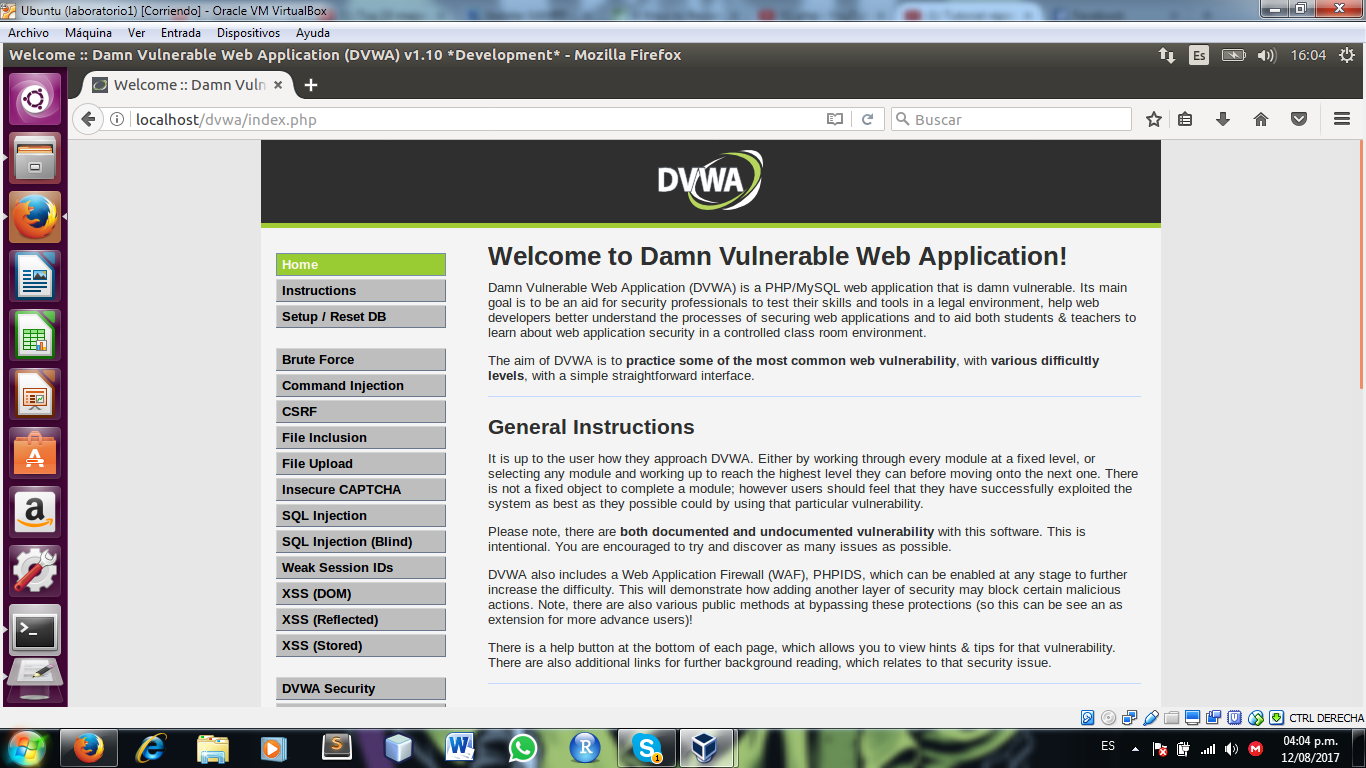 Ubuntu (laboratorio1) [Corriendo] - Oracle VM VirtualBox
Archivo Máquina Ver Entrada Dispositivos Ayuda
Welcome :: Damn Vulnerable Web Application (DVWA) v1.10 *Development* - Mozilla Firefox
Es
16:04
Welcome :: Damn Vuln
localhost/dvwa/index.php
Buscar
DVWA
Home
Instructions
Setup / Reset DB
Brute Force
Command Injection
CSRF
File Inclusion
File Upload
Insecure CAPTCHA
SQL Injection
SQL Injection (Blind)
Weak Session IDs
XSS (DOM)
XSS (Reflected)
XSS (Stored)
DVWA Security
Welcome to Damn Vulnerable Web Application!
Damn Vulnerable Web Application (DVWA) is a PHP/MySQL web application that is damn vulnerable. Its main
goal is to be an aid for security professionals to test their skills and tools in a legal environment, help web
developers better understand the processes of securing web applications and to aid both students & teachers to
learn about web application security in a controlled class room environment.
The aim of DVWA is to practice some of the most common web vulnerability, with various difficultly
levels, with a simple straightforward interface.
General Instructions
It is up to the user how they approach DVWA. Either by working through every module at a fixed level, or
selecting any module and working up to reach the highest level they can before moving onto the next one. There
is not a fixed object to complete a module; however users should feel that they have successfully exploited the
system as best as they possible could by using that particular vulnerability.
Please note, there are both documented and undocumented vulnerability with this software. This is
intentional. You are encouraged to try and discover as many issues as possible.
DVWA also includes a Web Application Firewall (WAF), PHPIDS, which can be enabled at any stage to further
increase the difficulty. This will demonstrate how adding another layer of security may block certain malicious
actions. Note, there are also various public methods at bypassing these protections (so this can be see an as
extension for more advance users)!
There is a help button at the bottom of each page, which allows you to view hints & tips for that vulnerability.
There are also additional links for further background reading, which relates to that security issue.
CTRL DERECHA
ES
04:04 p.m.
12/08/2017